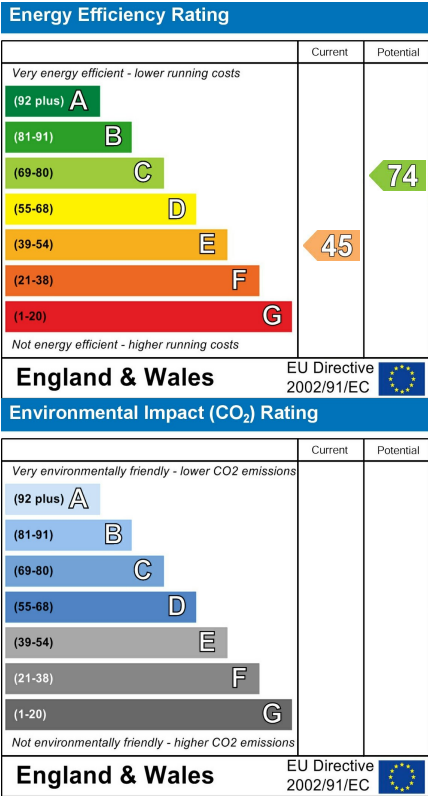 Energy Efficiency Rating
Current Potential
Very energy efficient - lower running costs
(92 plus) A
(81-91) B
(69-80) C 74
(55-68) D
(39-54) E 45
(21-38) F
(1-20) G
Not energy efficient - higher running costs
England & Wales EU Directive
2002/91/EC
Environmental Impact (CO₂) Rating
Current Potential
Very environmentally friendly - lower CO2 emissions
(92 plus) A
(81-91) B
(69-80) C
(55-68) D
(39-54) E
(21-38) F
(1-20) G
Not environmentally friendly - higher CO2 emissions
England & Wales EU Directive
2002/91/EC